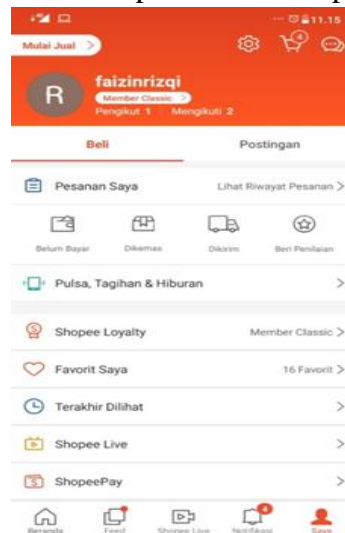 11.15
Mulai Jual >
4
R
faizinrizqi
Member Classic >
Pengikut 1 Mengikuti 2
Beli Postingan
Pesanan Saya Lihat Riwayat Pesanan >
Belum Bayar Dikemas Dikirim Beri Penilaian
Pulsa, Tagihan & Hiburan >
Shopee Loyalty Member Classic >
Favorit Saya 16 Favorit >
Terakhir Dilihat >
Shopee Live >
ShopeePay >
4
Beranda Feed Shopee Live Notifikasi Saya